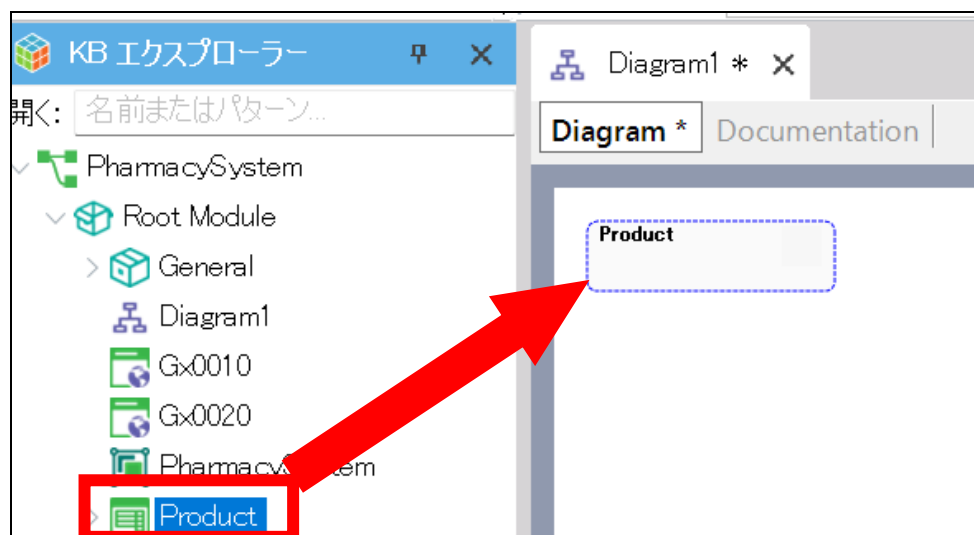 KB エクスプローラー
開く: 名前またはパターン...
PharmacySystem
Root Module
General
Diagram1
Gx0010
Gx0020
Product
Diagram1 *
Diagram * Documentation
Product